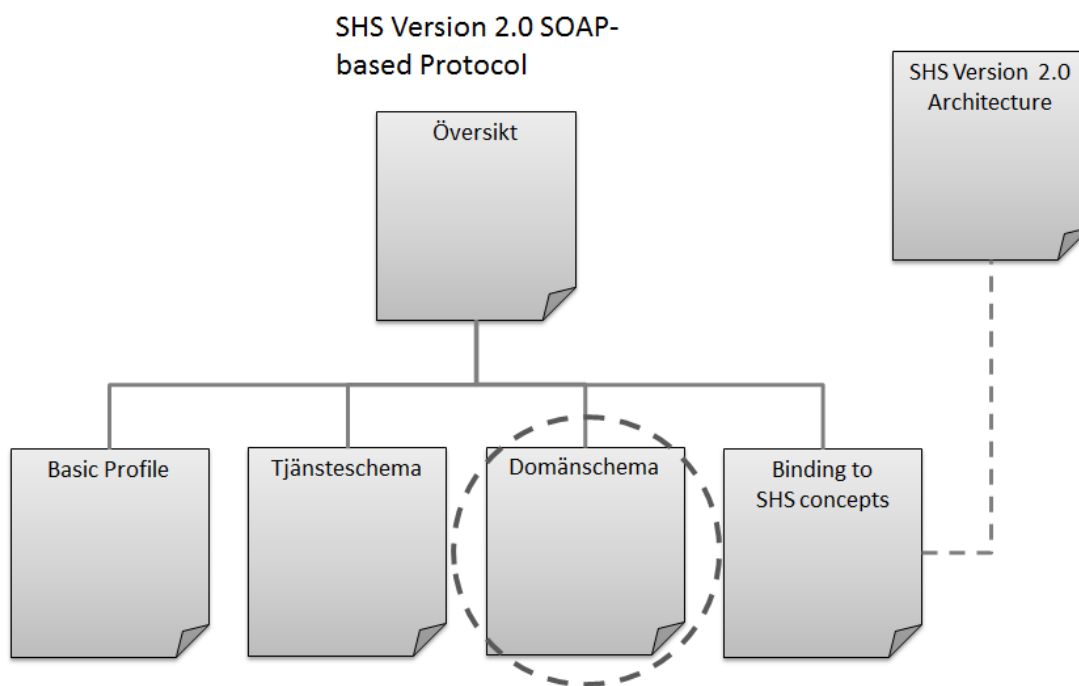 SHS Version 2.0 SOAP-
based Protocol
SHS Version 2.0
Architecture
Översikt
Basic Profile
Tjänsteschema
Domänschema
Binding to
SHS concepts